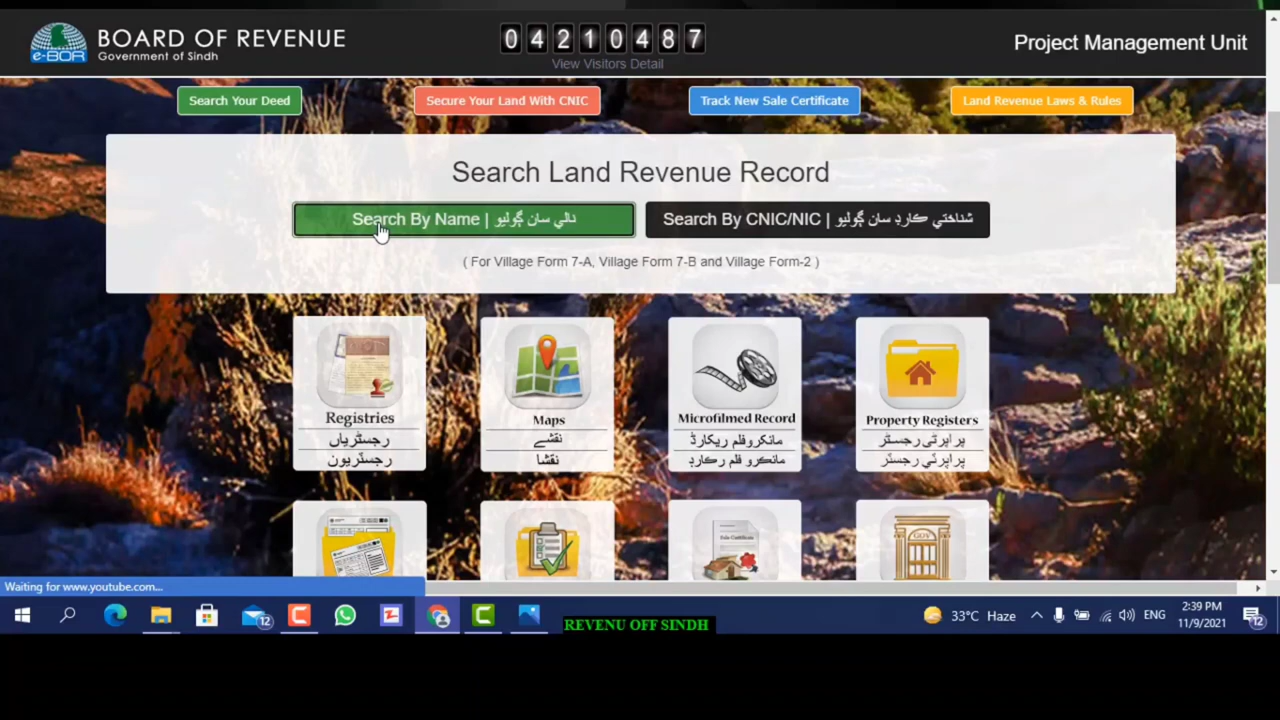 BOARD OF REVENUE
Government of Sindh
e-BOR
04210487
View Visitors Detail
Project Management Unit
Search Your Deed
Secure Your Land With CNIC
Track New Sale Certificate
Land Revenue Laws & Rules
Search Land Revenue Record
Search By Name | نالي سان ڳوليو
Search By CNIC/NIC | شناختي ڪارڊ سان ڳوليو
( For Village Form 7-A, Village Form 7-B and Village Form-2 )
Registries
رجسٹریاں
رجسٽريون
Maps
نقشے
نقشا
Microfilmed Record
مائکروفلم ریکارڈ
مائڪرو فلم رڪارڊ
Property Registers
پراپرٹی رجسٹر
پراپرٽي رجسٽر
Sale Certificate
GOV
Waiting for www.youtube.com...
12
33°C Haze
ENG
2:39 PM
11/9/2021
12
REVENU OFF SINDH